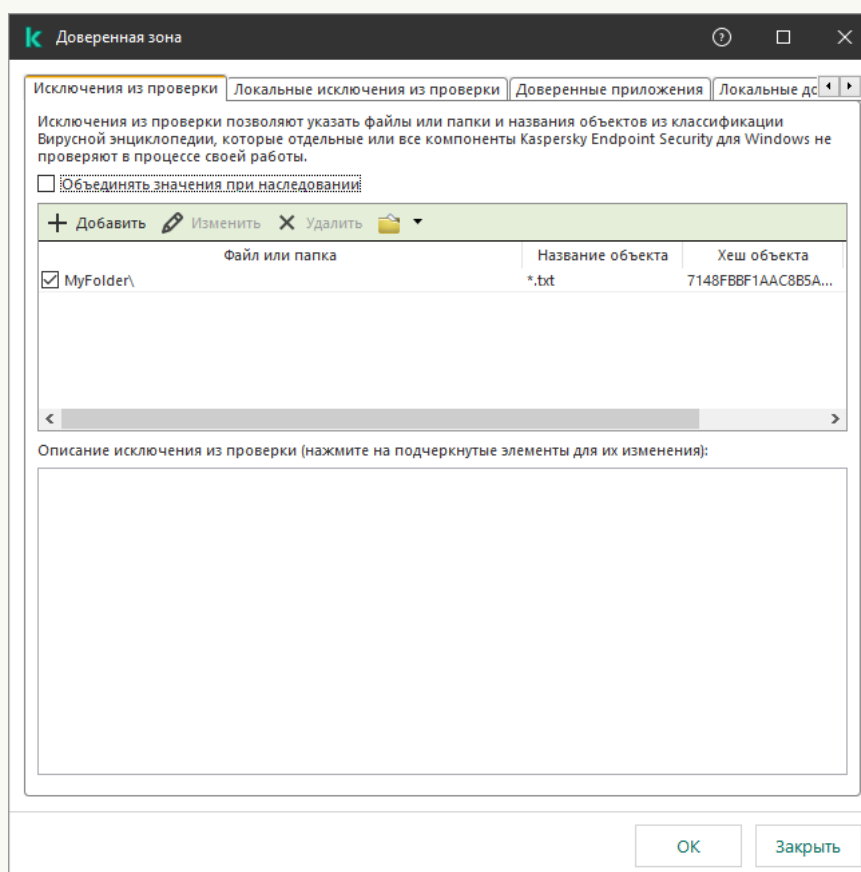 Доверенная зона
Исключения из проверки Локальные исключения из проверки Доверенные приложения Локальные дс
Исключения из проверки позволяют указать файлы или папки и названия объектов из классификации
Вирусной энциклопедии, которые отдельные или все компоненты Kaspersky Endpoint Security для Windows не
проверяют в процессе своей работы.
Объединять значения при наследовании
Добавить Изменить Удалить
Файл или папка Название объекта Хеш объекта
MyFolder\ *.txt 7148FBBF1AAC8B5A...
Описание исключения из проверки (нажмите на подчеркнутые элементы для их изменения):
ОК Закрыть